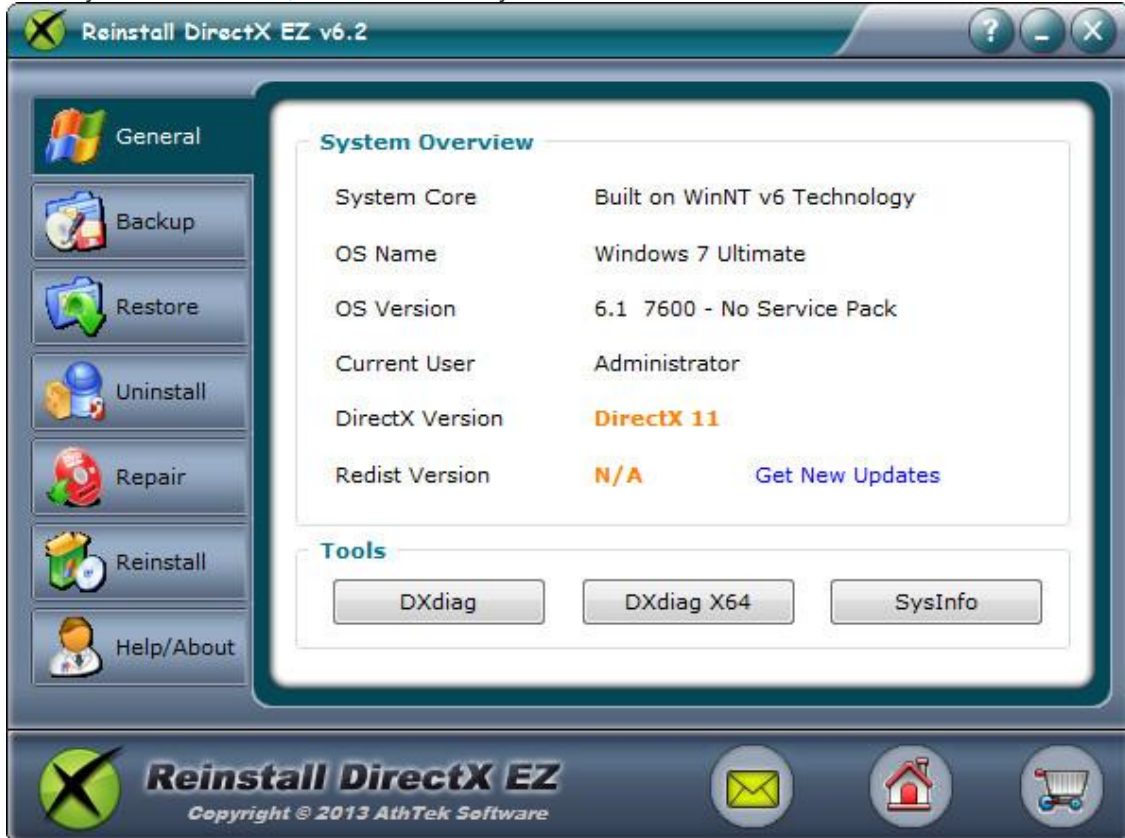 Reinstall DirectX EZ v6.2
?
General
Backup
Restore
Uninstall
Repair
Reinstall
Help/About
System Overview
System Core Built on WinNT v6 Technology
OS Name Windows 7 Ultimate
OS Version 6.1 7600 - No Service Pack
Current User Administrator
DirectX Version DirectX 11
Redist Version N/A Get New Updates
Tools
DXdiag DXdiag X64 SysInfo
Reinstall DirectX EZ
Copyright © 2013 AthTek Software